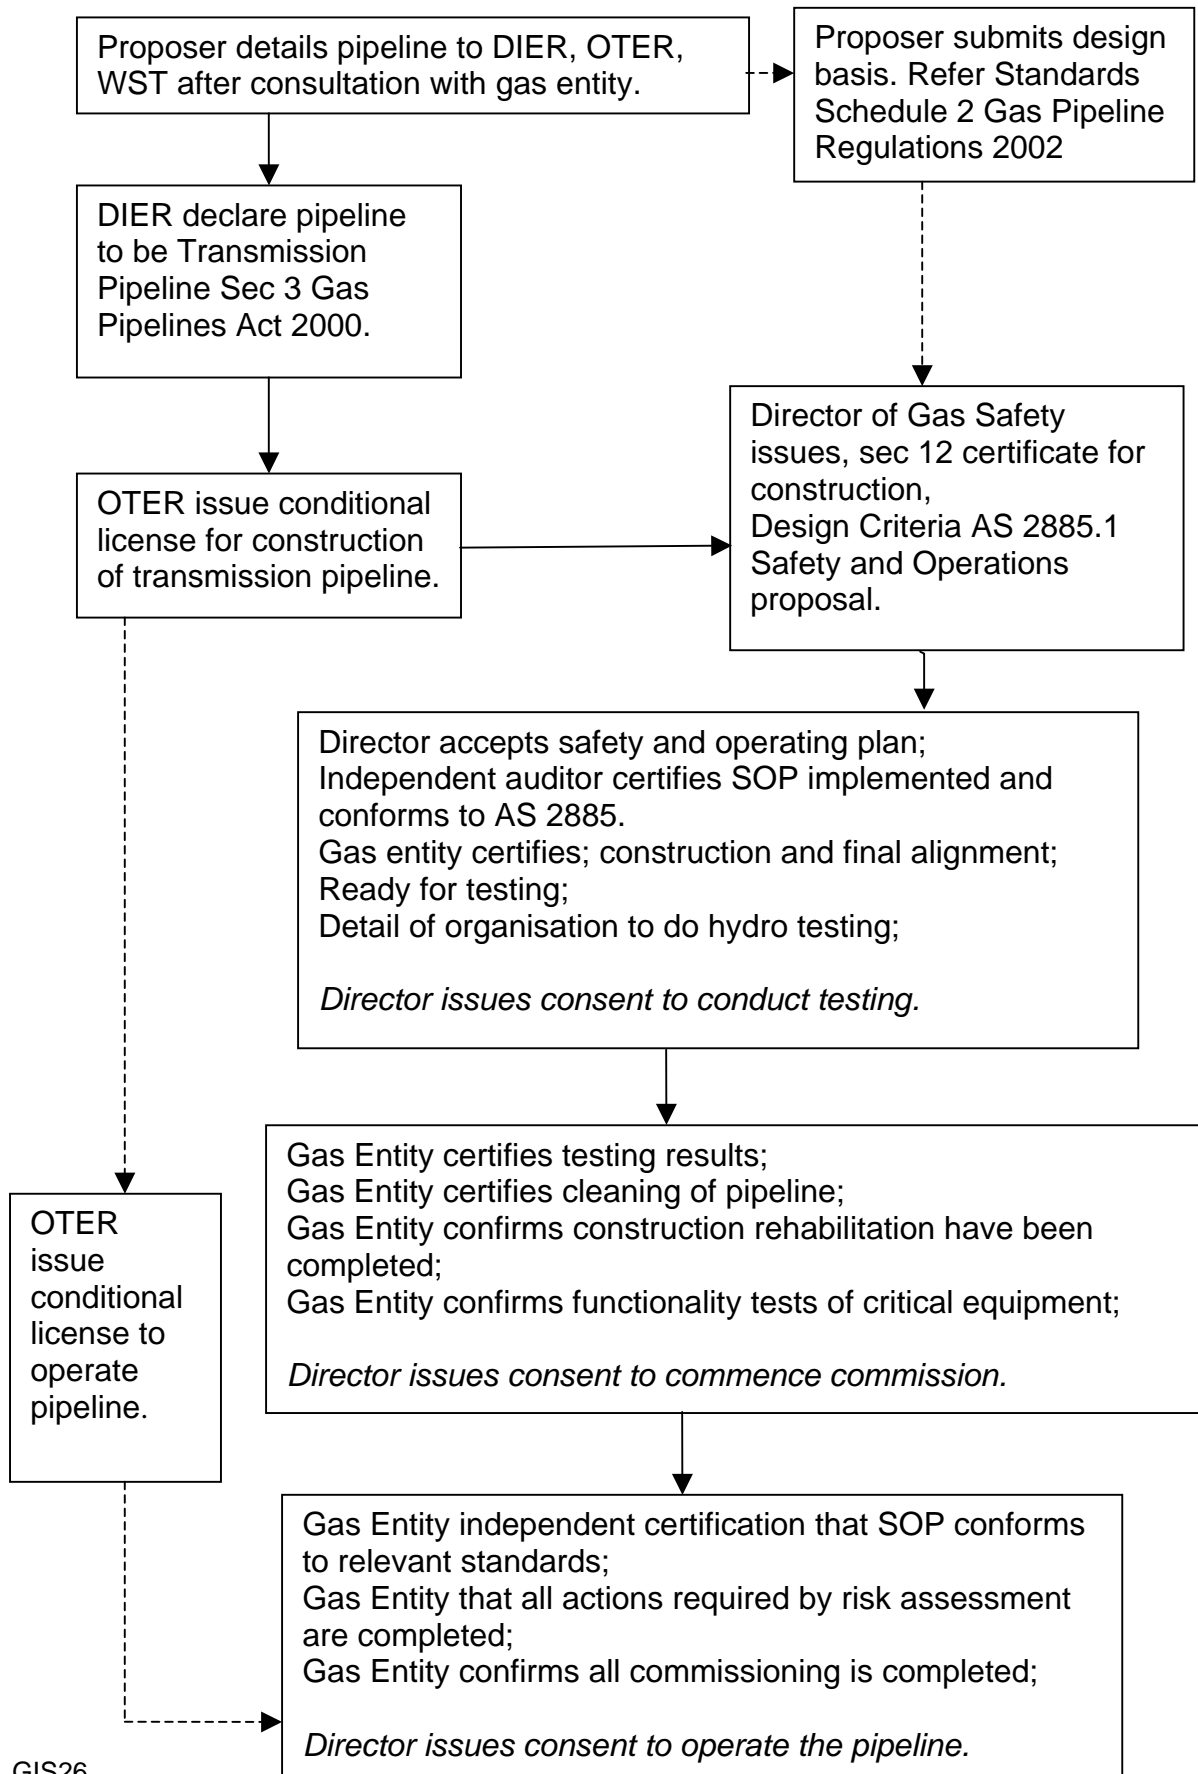 Proposer details pipeline to DIER, OTER,
WST after consultation with gas entity.
Proposer submits design
basis. Refer Standards
Schedule 2 Gas Pipeline
Regulations 2002
DIER declare pipeline
to be Transmission
Pipeline Sec 3 Gas
Pipelines Act 2000.
Director of Gas Safety
issues, sec 12 certificate for
construction,
Design Criteria AS 2885.1
Safety and Operations
proposal.
OTER issue conditional
license for construction
of transmission pipeline.
Director accepts safety and operating plan;
Independent auditor certifies SOP implemented and
conforms to AS 2885.
Gas entity certifies; construction and final alignment;
Ready for testing;
Detail of organisation to do hydro testing;
Director issues consent to conduct testing.
Gas Entity certifies testing results;
Gas Entity certifies cleaning of pipeline;
Gas Entity confirms construction rehabilitation have been
completed;
Gas Entity confirms functionality tests of critical equipment;
Director issues consent to commence commission.
OTER
issue
conditional
license to
operate
pipeline.
Gas Entity independent certification that SOP conforms
to relevant standards;
Gas Entity that all actions required by risk assessment
are completed;
Gas Entity confirms all commissioning is completed;
Director issues consent to operate the pipeline.
GIS26